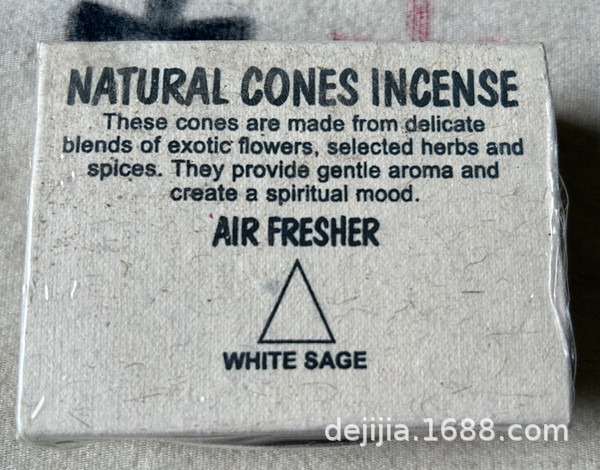 NATURAL CONES INCENSE
These cones are made from delicate
blends of exotic flowers, selected herbs and
spices. They provide gentle aroma and
create a spiritual mood.
AIR FRESHER
WHITE SAGE
dejijia.1688.com